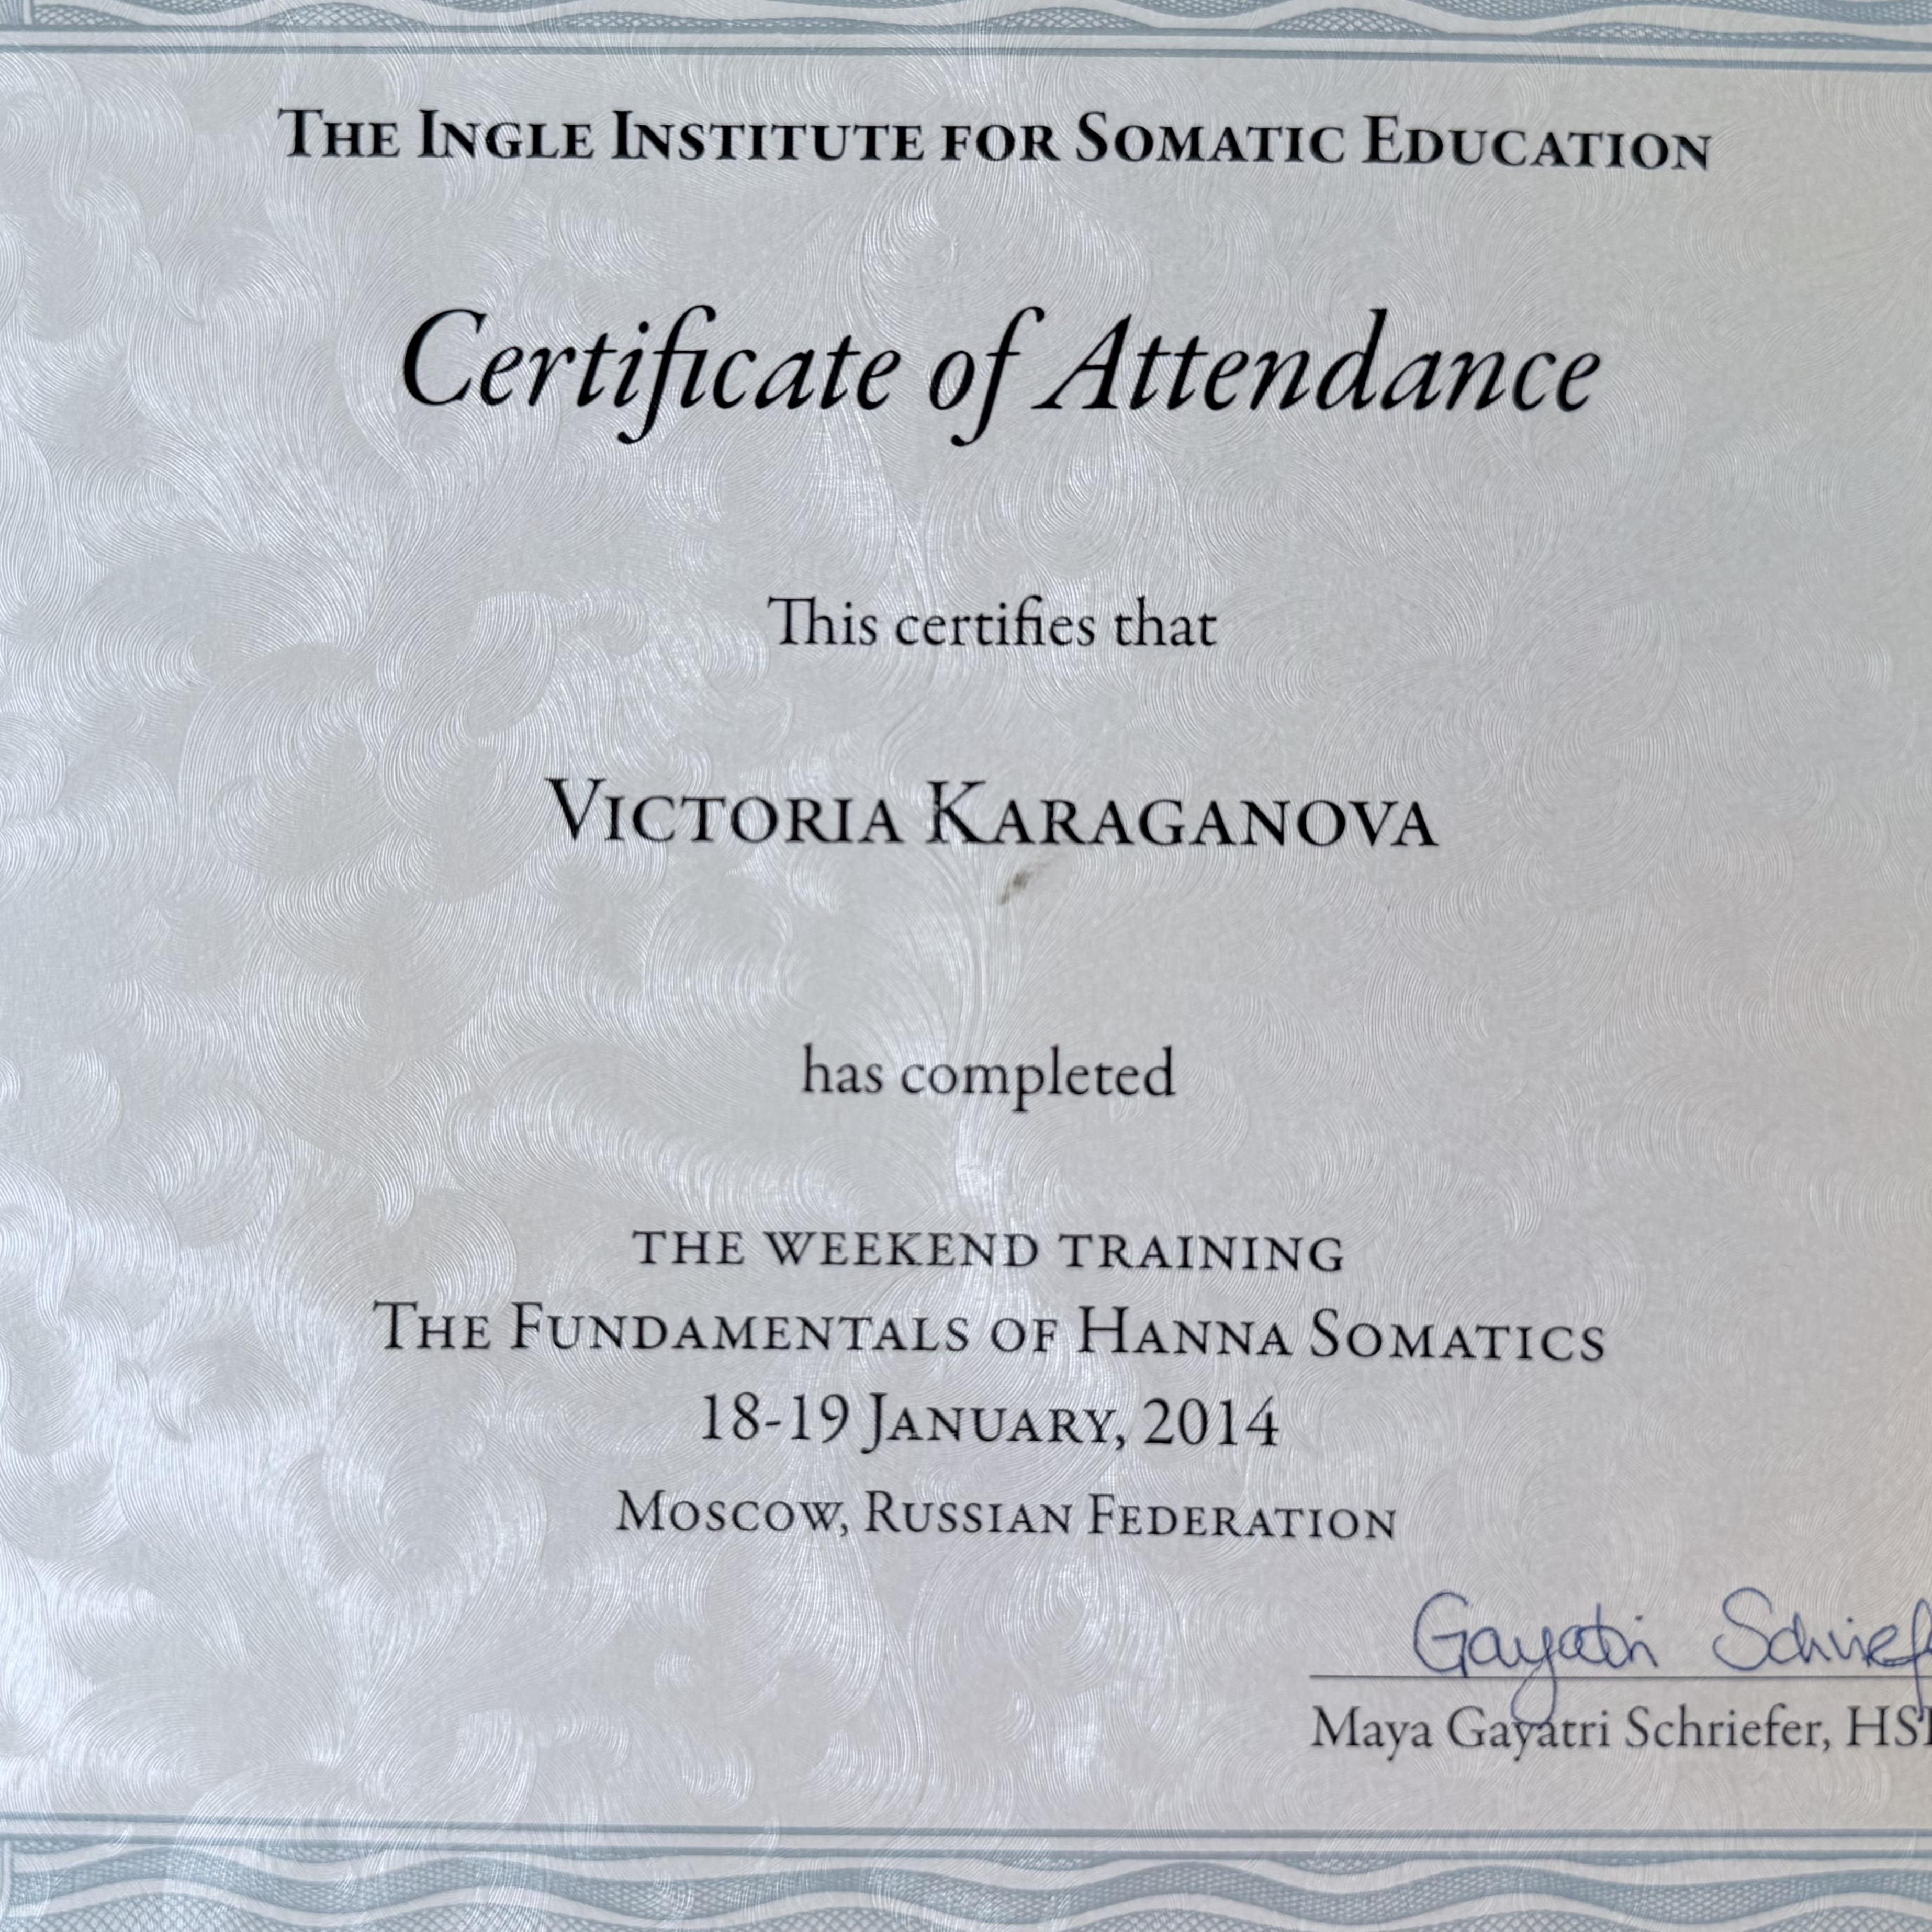 THE INGLE INSTITUTE FOR SOMATIC EDUCATION
Certificate of Attendance
This certifies that
VICTORIA KARAGANOVA
has completed
THE WEEKEND TRAINING
THE FUNDAMENTALS OF HANNA SOMATICS
18-19 JANUARY, 2014
MOSCOW, RUSSIAN FEDERATION
Gayatri
Maya Gayatri Schriefer,